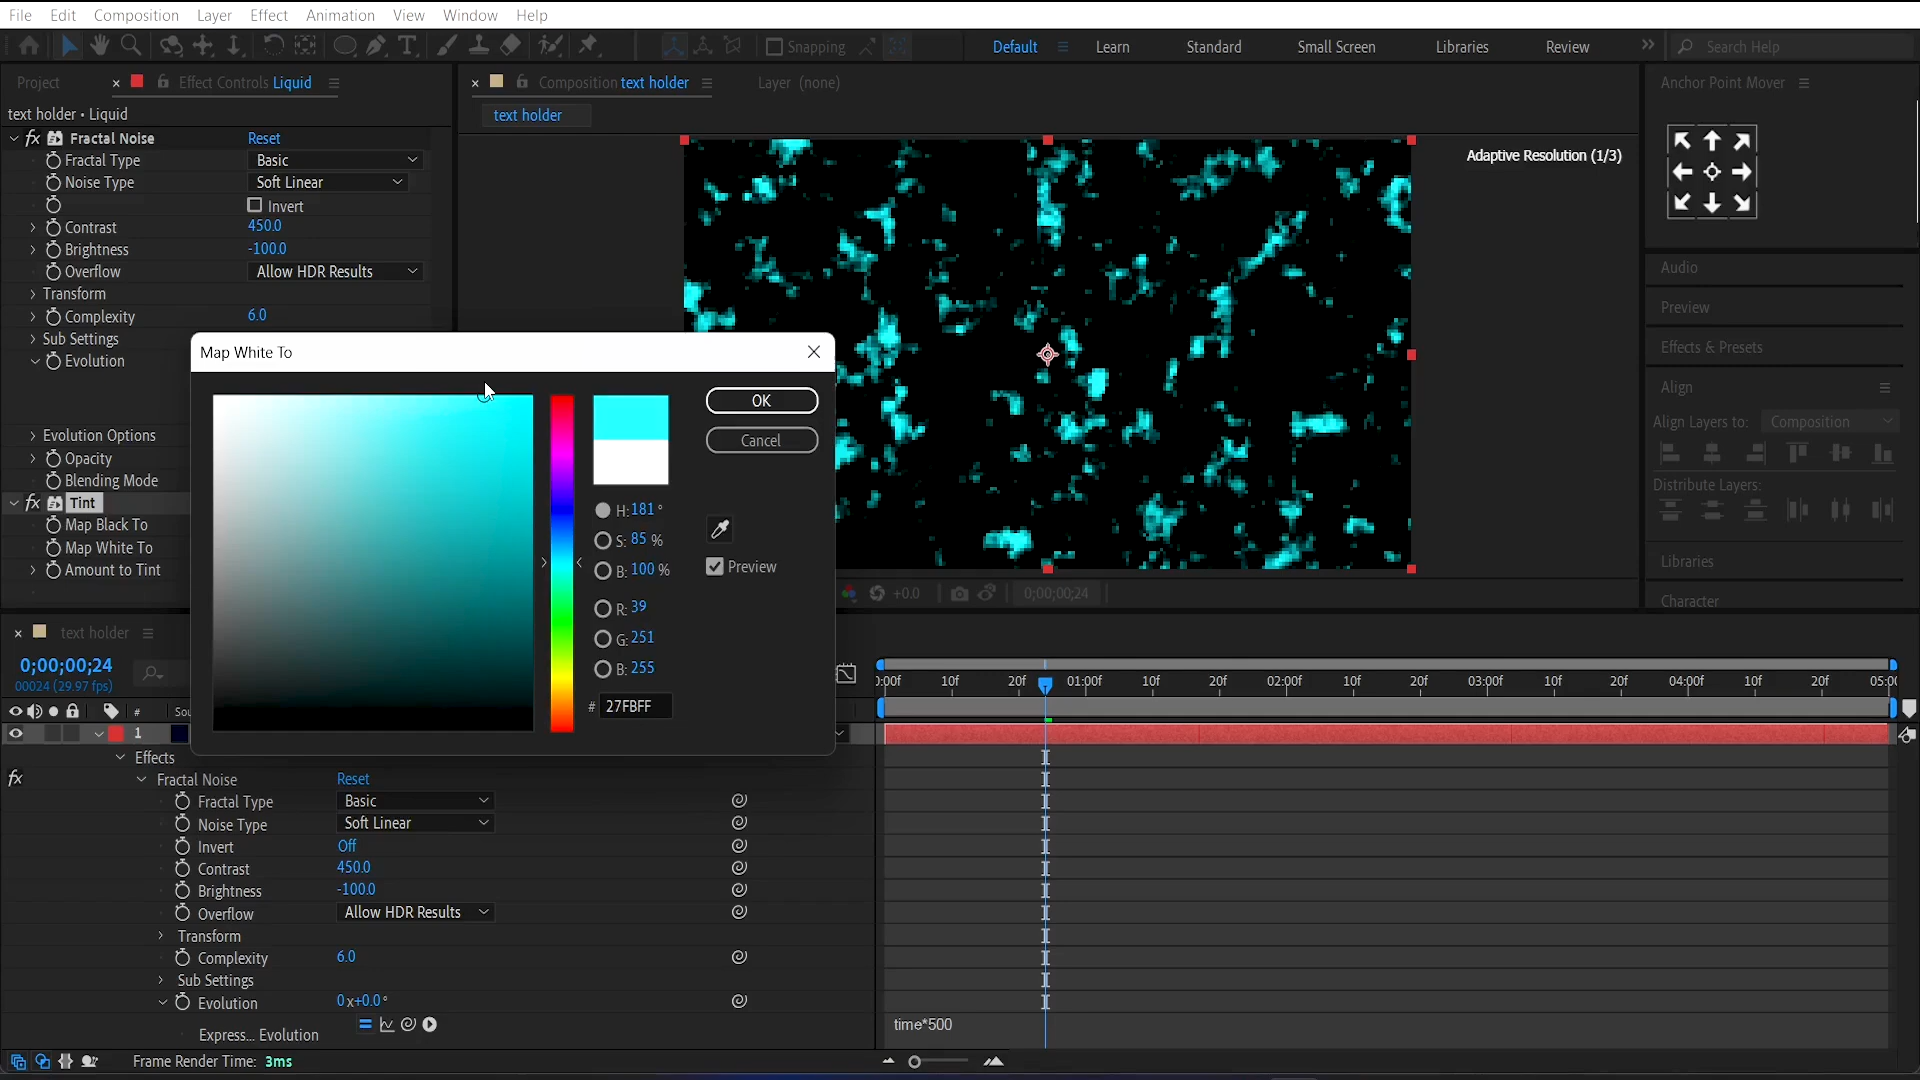 File Edit Composition Layer Effect Animation View Window Help
Snapping Default Learn Standard Small Screen Libraries Review Search Help
Project Effect Controls Liquid
text holder • Liquid
fx Fractal Noise Reset
Fractal Type Basic
Noise Type Soft Linear
Invert
Contrast 450.0
Brightness -100.0
Overflow Allow HDR Results
Transform
Complexity 6.0
Sub Settings
Evolution
Evolution Options
Opacity
Blending Mode
fx Tint
Map Black To
Map White To
Amount to Tint
Composition text holder Layer (none)
text holder
Adaptive Resolution (1/3)
+0.0 0;00;00;24
Map White To
OK
Cancel
H: 181 °
S: 85 %
B: 100 %
Preview
R: 39
G: 251
B: 255
# 27FBFF
Anchor Point Mover
Audio
Preview
Effects & Presets
Align
Align Layers to: Composition
Distribute Layers:
Libraries
Character
text holder
0;00;00;24
00024 (29.97 fps)
# Sou
1
Effects
fx Fractal Noise Reset
Fractal Type Basic
Noise Type Soft Linear
Invert Off
Contrast 450.0
Brightness -100.0
Overflow Allow HDR Results
Transform
Complexity 6.0
Sub Settings
Evolution 0x+0.0°
Express... Evolution
):00f 10f 20f 01:00f 10f 20f 02:00f 10f 20f 03:00f 10f 20f 04:00f 10f 20f 05:0(
time*500
Frame Render Time: 3ms